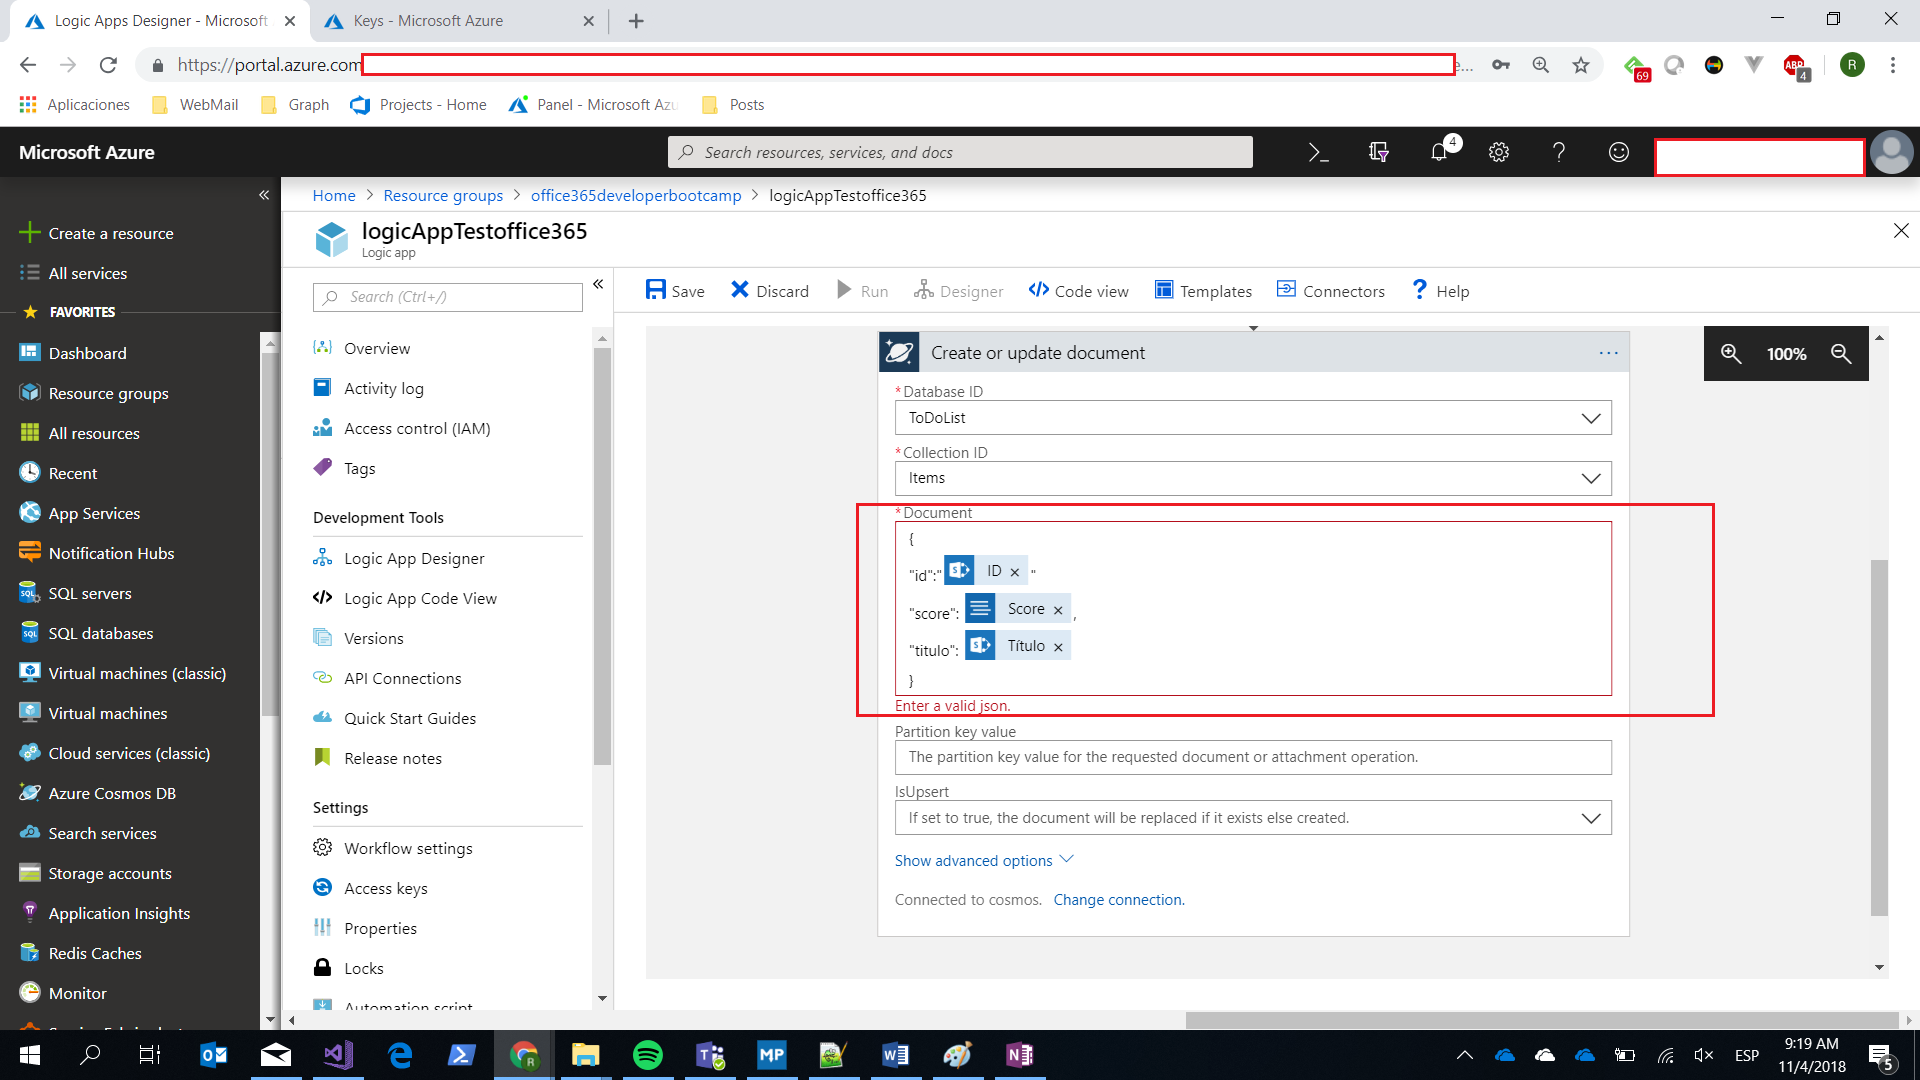 Logic Apps Designer - Microsoft
Keys - Microsoft Azure
https://portal.azure.com
e...
69
ABP
4
R
Aplicaciones
WebMail
Graph
Projects - Home
Panel - Microsoft Azu
Posts
Microsoft Azure
Search resources, services, and docs
4
Home > Resource groups > office365developerbootcamp > logicAppTestoffice365
logicAppTestoffice365
Logic app
Create a resource
All services
FAVORITES
Dashboard
Resource groups
All resources
Recent
App Services
Notification Hubs
SQL servers
SQL databases
Virtual machines (classic)
Virtual machines
Cloud services (classic)
Azure Cosmos DB
Search services
Storage accounts
Application Insights
Redis Caches
Monitor
Search (Ctrl+/)
Overview
Activity log
Access control (IAM)
Tags
Development Tools
Logic App Designer
Logic App Code View
Versions
API Connections
Quick Start Guides
Release notes
Settings
Workflow settings
Access keys
Properties
Locks
Automation script
Save
Discard
Run
Designer
Code view
Templates
Connectors
Help
100%
Create or update document
* Database ID
ToDoList
* Collection ID
Items
* Document
{
"id":" ID × "
"score": Score × ,
"titulo": Título ×
}
Enter a valid json.
Partition key value
The partition key value for the requested document or attachment operation.
IsUpsert
If set to true, the document will be replaced if it exists else created.
Show advanced options
Connected to cosmos. Change connection.
ESP
9:19 AM
11/4/2018
5